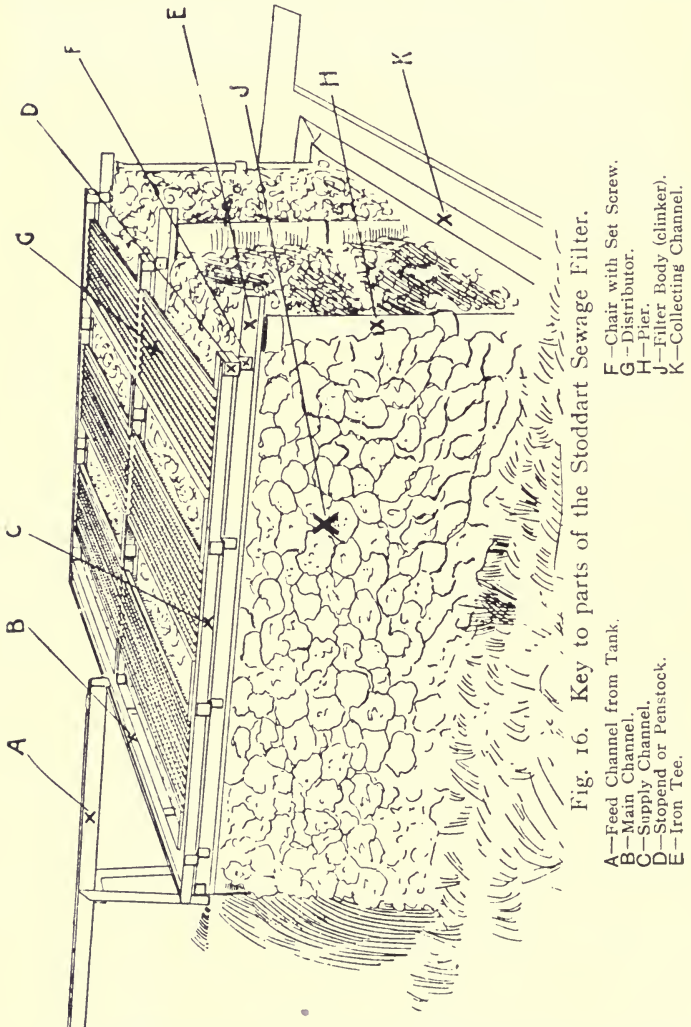 A
B
C
G
D
F
E
J
H
K
Fig. 16. Key to parts of the Stoddart Sewage Filter.
A—Feed Channel from Tank.
B—Main Channel.
C—Supply Channel.
D—Stopend or Penstock.
E—Iron Tee.
F—Chair with Set Screw.
G—Distributor.
H—Pier.
J—Filter Body (clinker).
K—Collecting Channel.